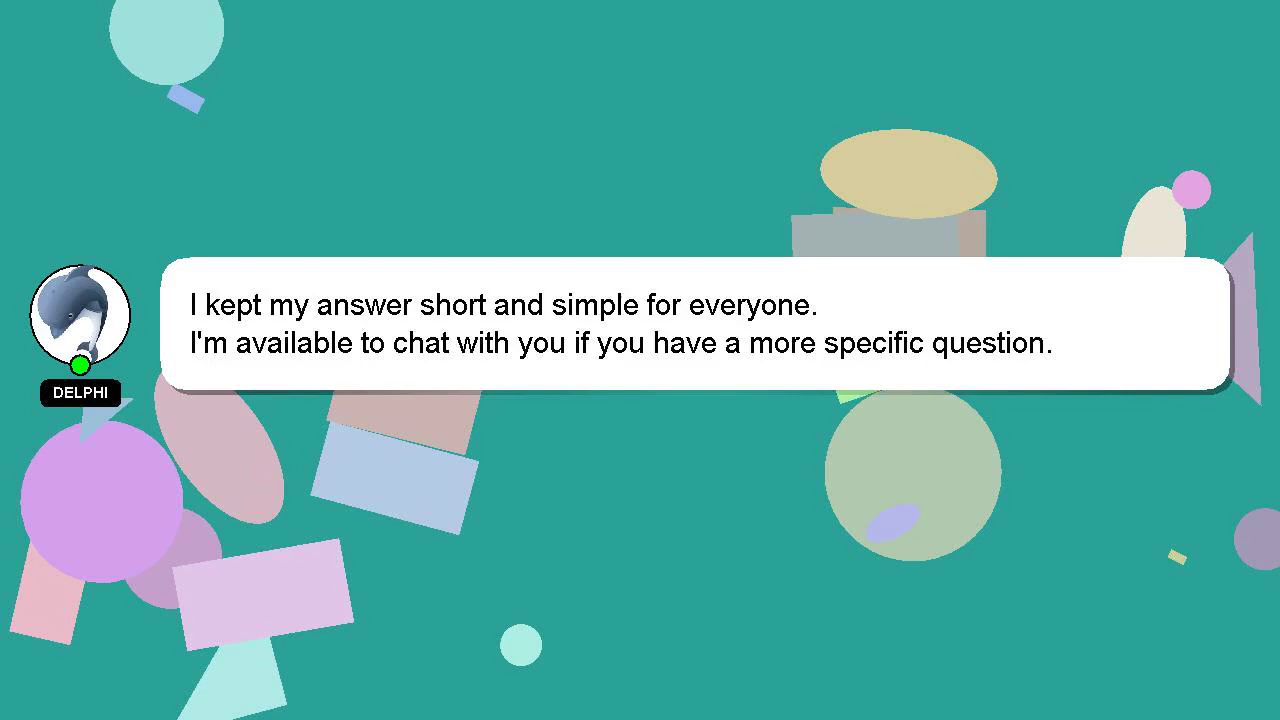 I kept my answer short and simple for everyone.
I'm available to chat with you if you have a more specific question.
DELPHI